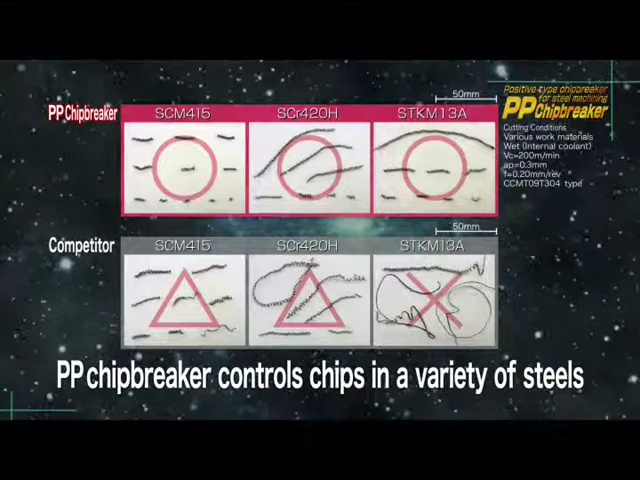 50mm
Positive type chipbreaker
for steel machining
PP Chipbreaker
PP Chipbreaker
SCM415
SCr420H
STKM13A
Cutting Conditions
Various work materials
Wet (Internal coolant)
Vc=200m/min
ap=0.3mm
f=0.20mm/rev
CCMT09T304 type
50mm
Competitor
SCM415
SCr420H
STKM13A
PP chipbreaker controls chips in a variety of steels